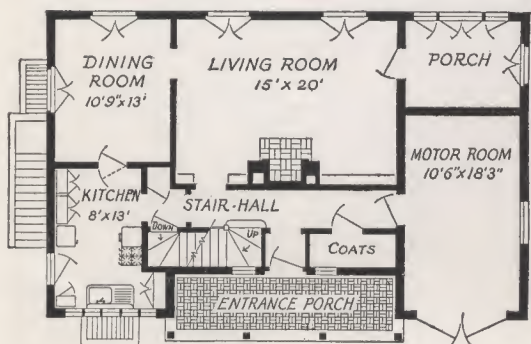 DINING
ROOM
10'9"x13'
LIVING ROOM
15' x 20'
PORCH
MOTOR ROOM
10'6"x18'3"
KITCHEN
8'x13'
STAIR-HALL
DOWN
UP
COATS
ENTRANCE PORCH